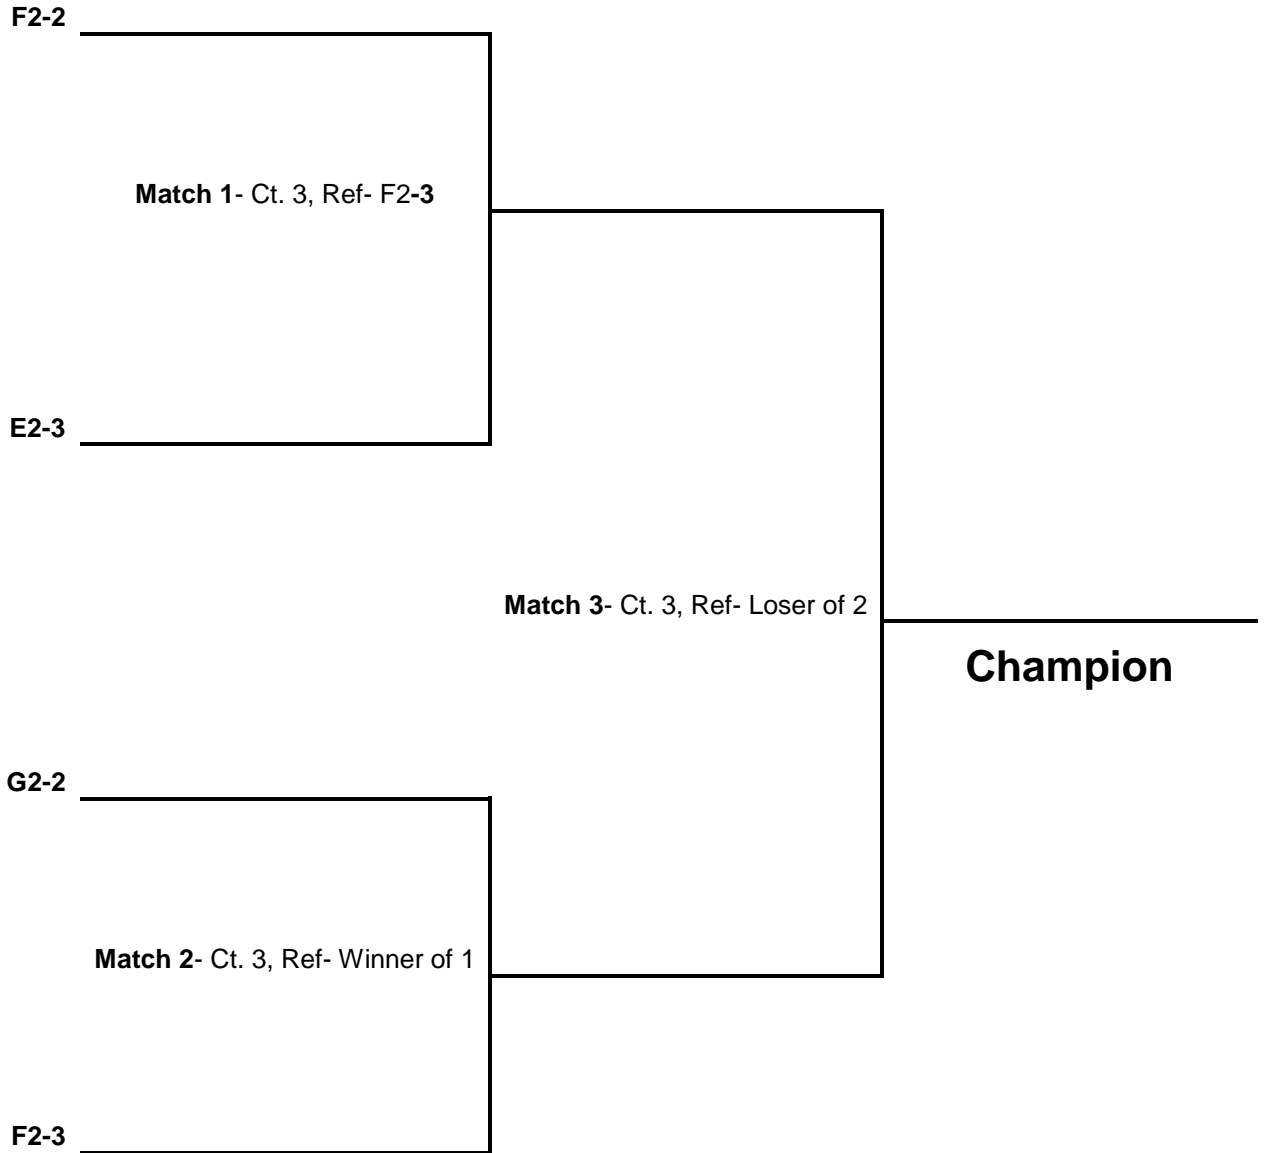 F2-2
Match 1- Ct. 3, Ref- F2-3
E2-3
Match 3- Ct. 3, Ref- Loser of 2
Champion
G2-2
Match 2- Ct. 3, Ref- Winner of 1
F2-3